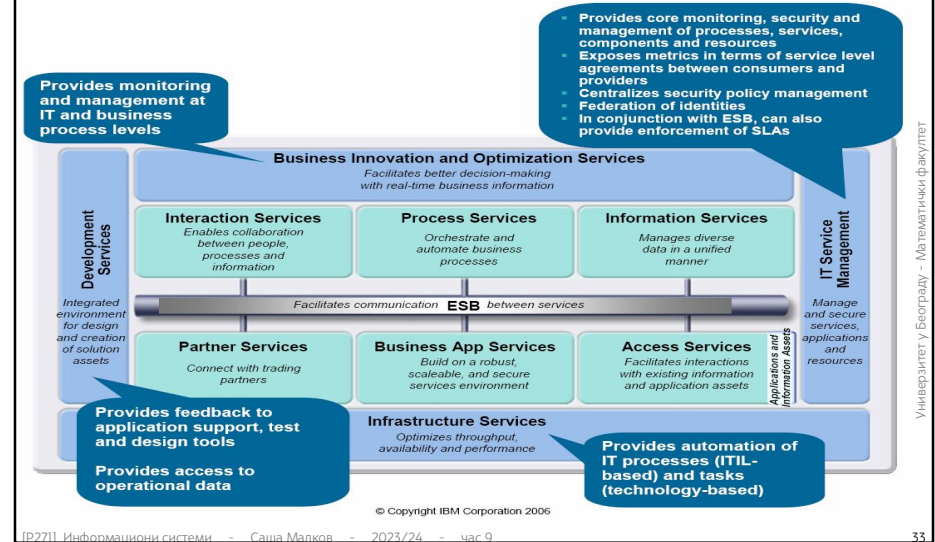 Provides core monitoring, security and
management of processes, services,
components and resources
Exposes metrics in terms of service level
agreements between consumers and
providers
Centralizes security policy management
Federation of identities
In conjunction with ESB, can also
provide enforcement of SLAs
Provides monitoring
and management at
IT and business
process levels
Business Innovation and Optimization Services
Facilitates better decision-making
with real-time business information
Development
Services
Integrated
environment
for design
and creation
of solution
assets
Interaction Services
Enables collaboration
between people,
processes and
information
Process Services
Orchestrate and
automate business
processes
Information Services
Manages diverse
data in a unified
manner
IT Service
Management
Manage
and secure
services,
applications
and
resources
Facilitates communication ESB between services
Partner Services
Connect with trading
partners
Business App Services
Build on a robust,
scaleable, and secure
services environment
Access Services
Facilitates interactions
with existing information
and application assets
Applications and
Information Assets
Infrastructure Services
Optimizes throughput,
availability and performance
Provides feedback to
application support, test
and design tools
Provides access to
operational data
Provides automation of
IT processes (ITIL-
based) and tasks
(technology-based)
© Copyright IBM Corporation 2006
Универзитет у Београду - Математички факултет
[P271] Информациони системи - Саша Малков - 2023/24 - час 9
33